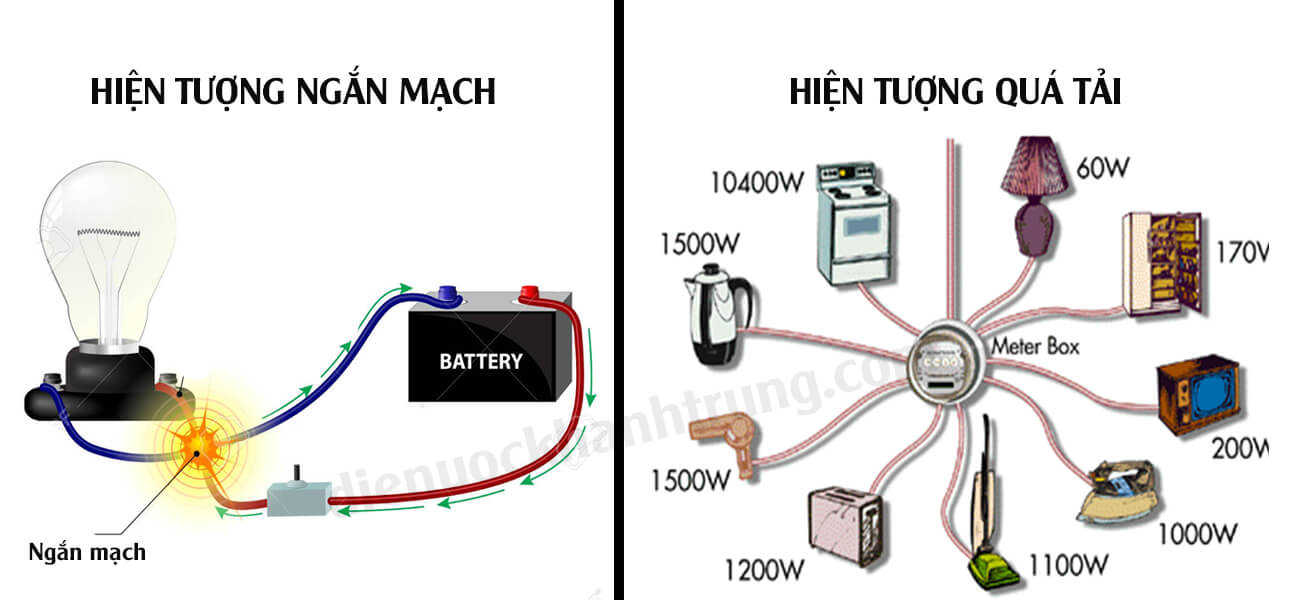 HIỆN TƯỢNG NGẮN MẠCH
BATTERY
Ngắn mạch
HIỆN TƯỢNG QUÁ TẢI
10400W
60W
1500W
170W
Meter Box
200W
1500W
1000W
1200W
1100W